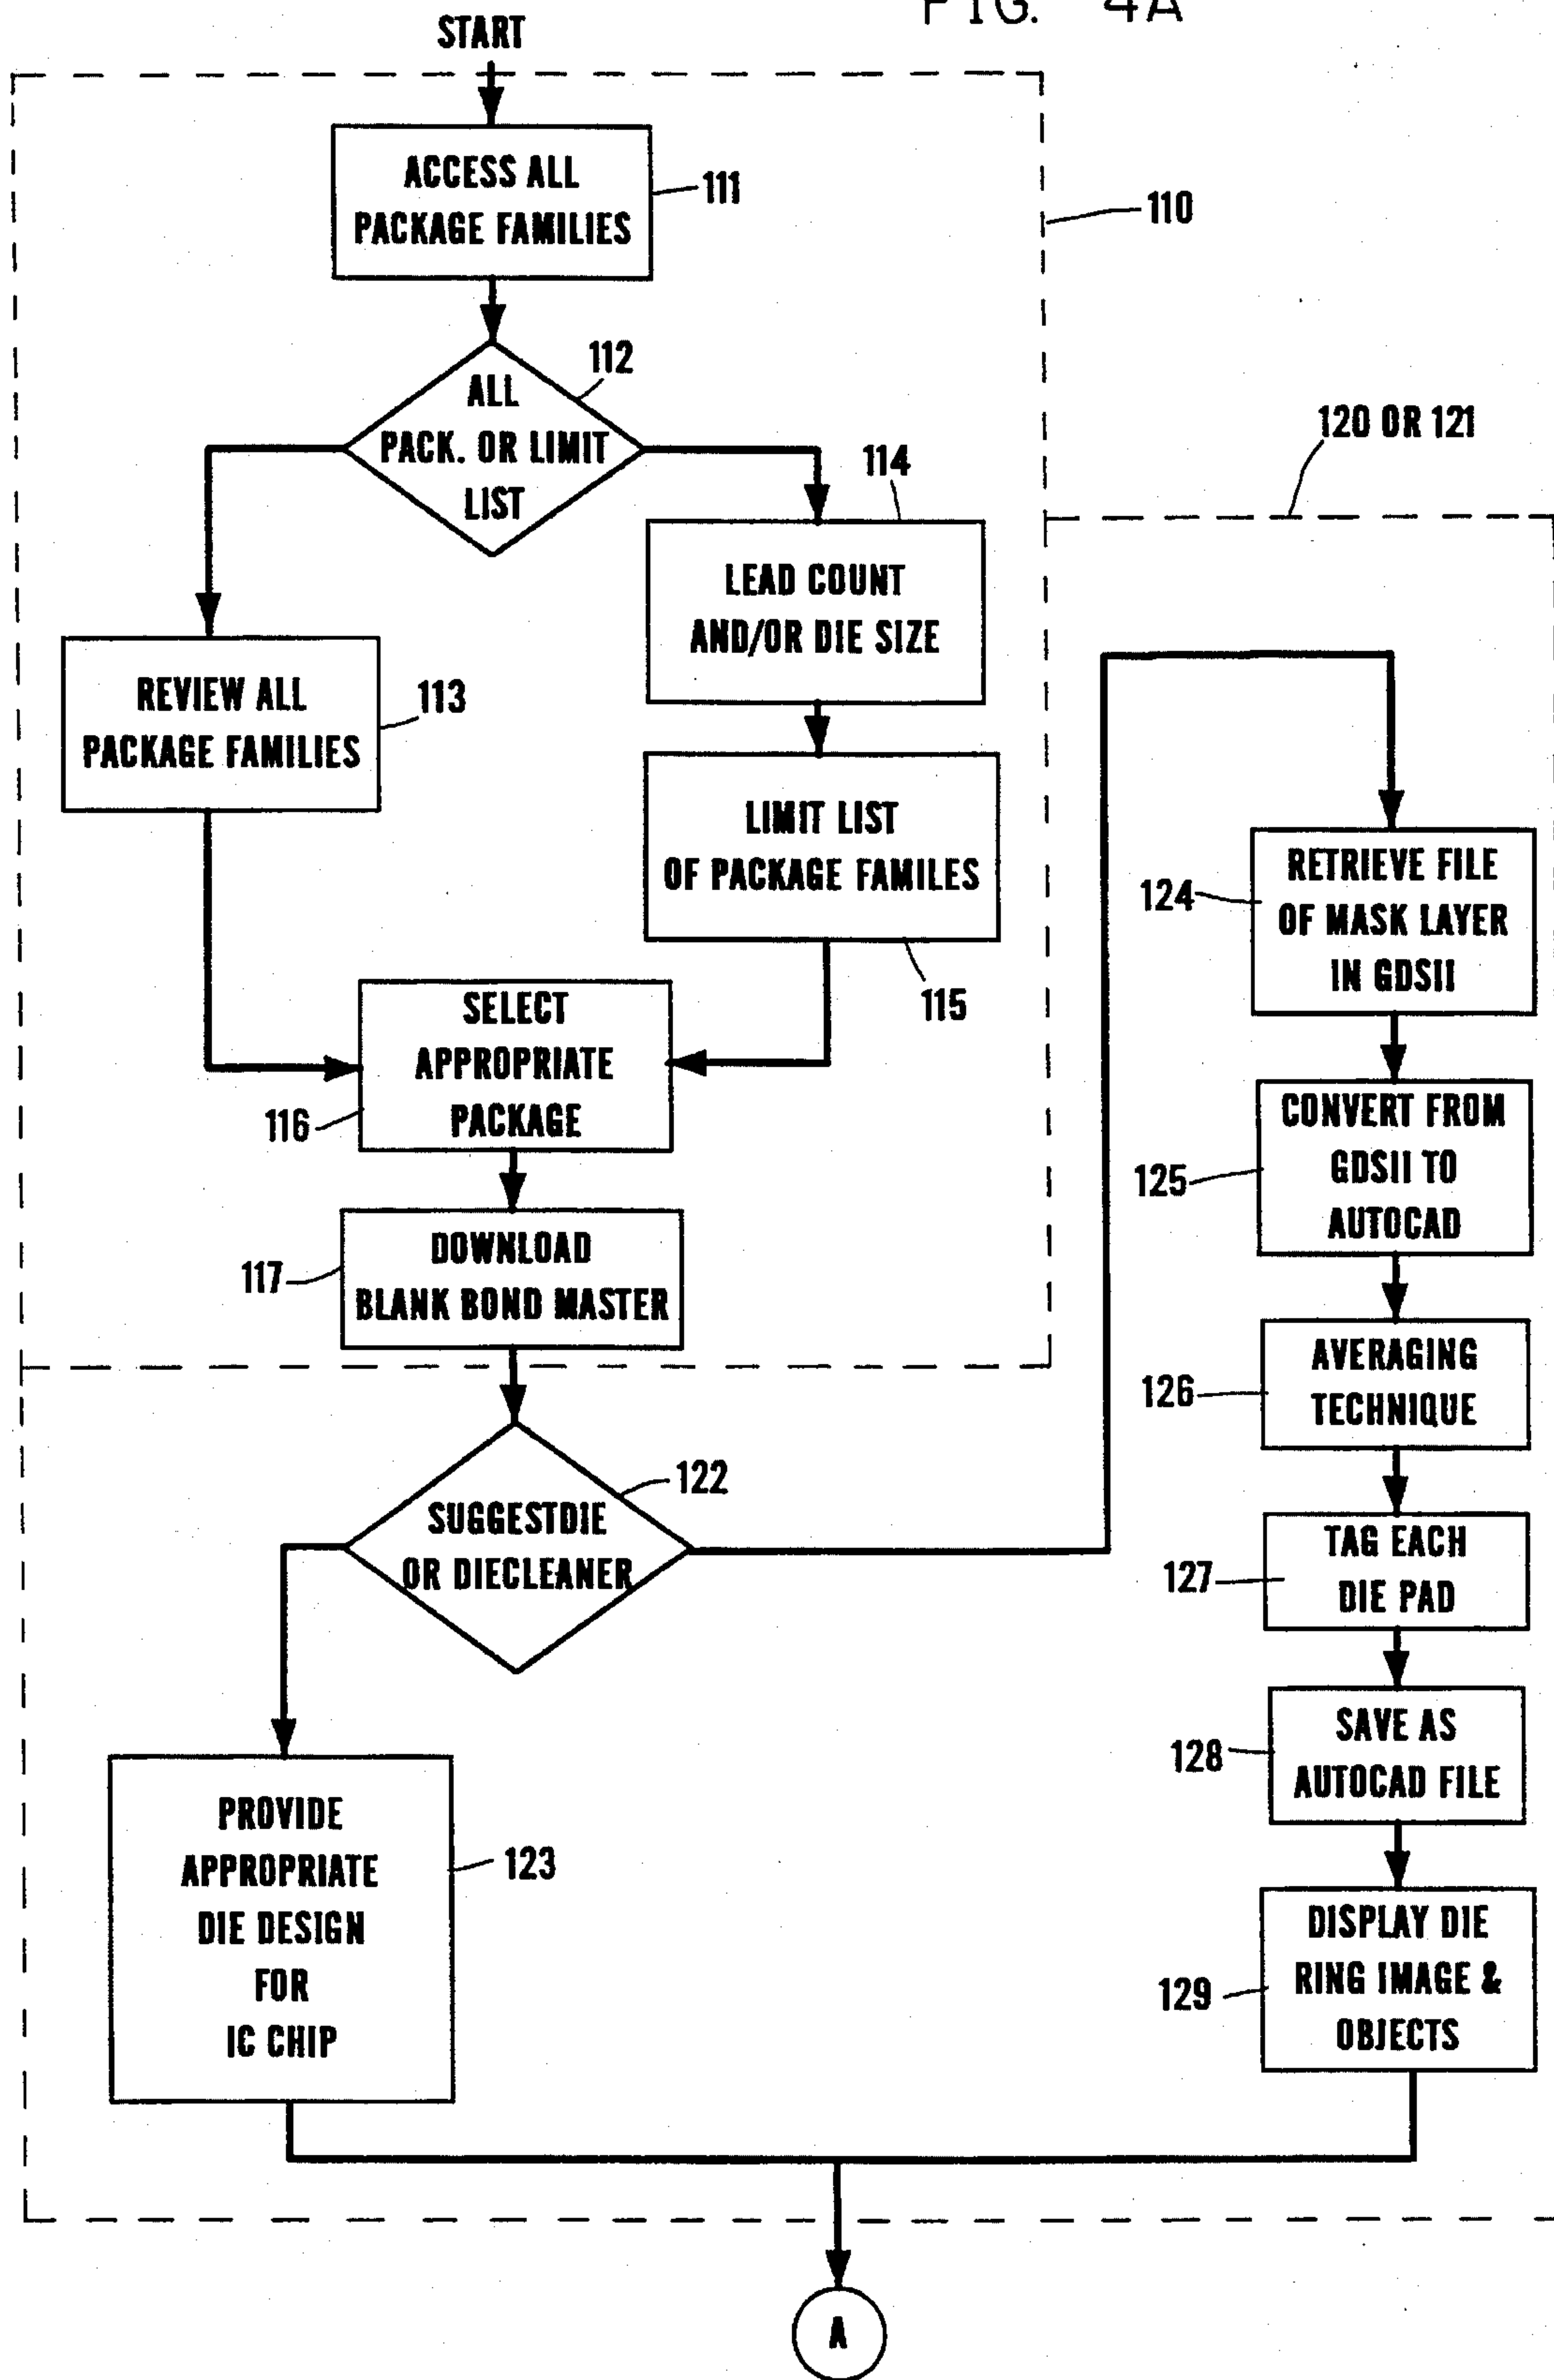 FIG. 4A
START
ACCESS ALL
PACKAGE FAMILIES
111
110
112
ALL
PACK. OR LIMIT
LIST
120 OR 121
114
LEAD COUNT
AND/OR DIE SIZE
REVIEW ALL
PACKAGE FAMILIES
113
LIMIT LIST
OF PACKAGE FAMILES
115
SELECT
APPROPRIATE
PACKAGE
116
DOWNLOAD
BLANK BOND MASTER
117
122
SUGGESTDIE
OR DIECLEANER
PROVIDE
APPROPRIATE
DIE DESIGN
FOR
IC CHIP
123
RETRIEVE FILE
OF MASK LAYER
IN GDSII
124
CONVERT FROM
GDSII TO
AUTOCAD
125
AVERAGING
TECHNIQUE
126
TAG EACH
DIE PAD
127
SAVE AS
AUTOCAD FILE
128
DISPLAY DIE
RING IMAGE &
OBJECTS
129
A